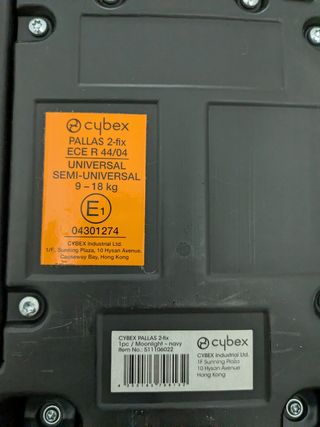 cybex
PALLAS 2-fix
ECE R 44/04
UNIVERSAL
SEMI-UNIVERSAL
9 – 18 kg
E1
04301274
CYBEX Industrial Ltd.
1/F, Sunning Plaza, 10 Hysan Avenue,
Causeway Bay, Hong Kong
CYBEX PALLAS 2-fix
1pc / Moonlight - navy
Item No.: 511106022
cybex
CYBEX Industrial Ltd.
1F Sunning Plaza
10 Hysan Avenue
Hong Kong